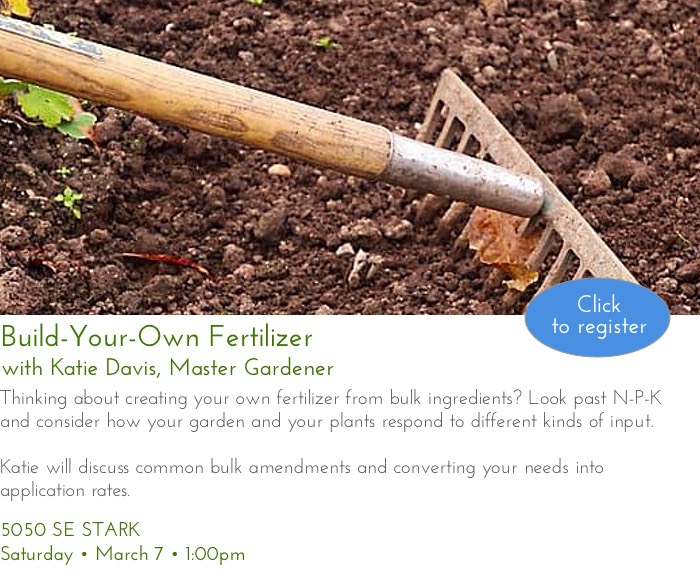 Click
to register
Build-Your-Own Fertilizer
with Katie Davis, Master Gardener
Thinking about creating your own fertilizer from bulk ingredients? Look past N-P-K
and consider how your garden and your plants respond to different kinds of input.
Katie will discuss common bulk amendments and converting your needs into
application rates.
5050 SE STARK
Saturday • March 7 • 1:00pm